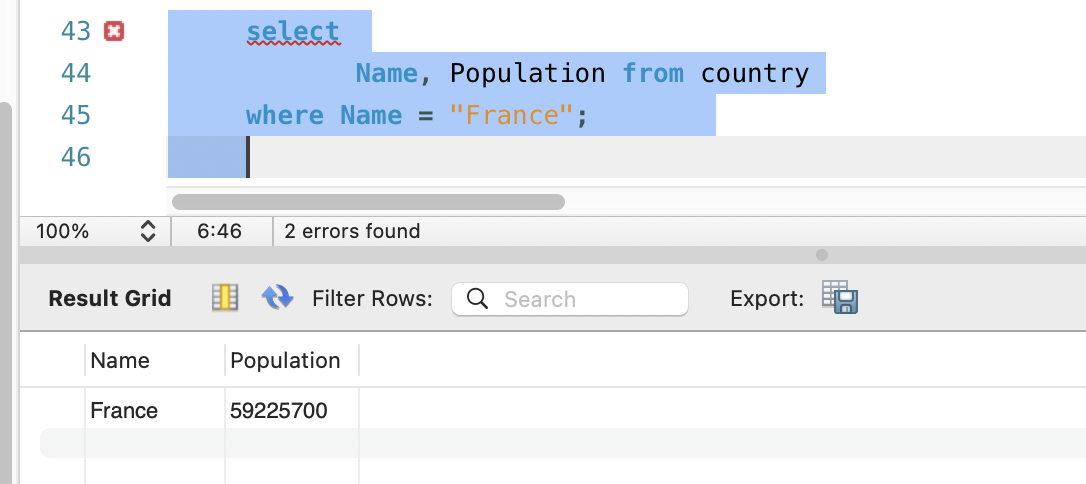 43 select
44 Name, Population from country
45 where Name = "France";
46
100% 6:46 2 errors found
Result Grid Filter Rows: Search Export:
Name Population
France 59225700